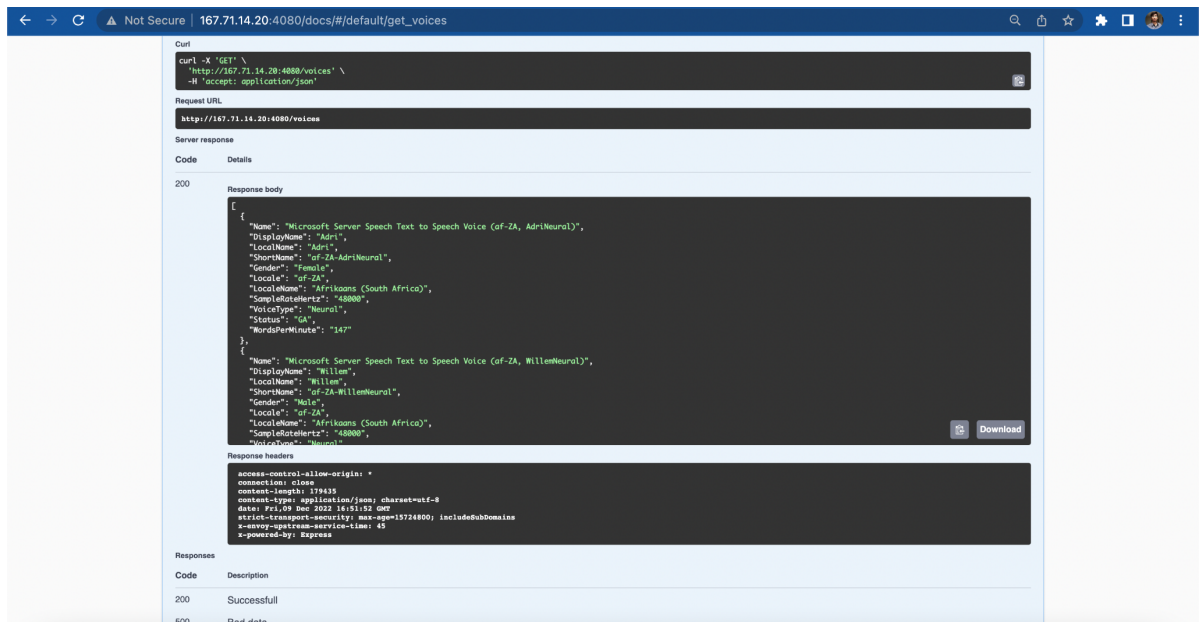 Not Secure | 167.71.14.20:4080/docs/#/default/get_voices
Curl
curl -X 'GET' \
'http://167.71.14.20:4080/voices' \
-H 'accept: application/json'
Request URL
http://167.71.14.20:4080/voices
Server response
Code Details
200
Response body
[
{
"Name": "Microsoft Server Speech Text to Speech Voice (af-ZA, AdriNeural)",
"DisplayName": "Adri",
"LocalName": "Adri",
"ShortName": "af-ZA-AdriNeural",
"Gender": "Female",
"Locale": "af-ZA",
"LocaleName": "Afrikaans (South Africa)",
"SampleRateHertz": "48000",
"VoiceType": "Neural",
"Status": "GA",
"WordsPerMinute": "147"
},
{
"Name": "Microsoft Server Speech Text to Speech Voice (af-ZA, WillemNeural)",
"DisplayName": "Willem",
"LocalName": "Willem",
"ShortName": "af-ZA-WillemNeural",
"Gender": "Male",
"Locale": "af-ZA",
"LocaleName": "Afrikaans (South Africa)",
"SampleRateHertz": "48000",
"VoiceType": "Neural"
Download
Response headers
access-control-allow-origin: *
connection: close
content-length: 179435
content-type: application/json; charset=utf-8
date: Fri,09 Dec 2022 16:51:52 GMT
strict-transport-security: max-age=15724800; includeSubDomains
x-envoy-upstream-service-time: 45
x-powered-by: Express
Responses
Code Description
200 Successfull
500 Bad data